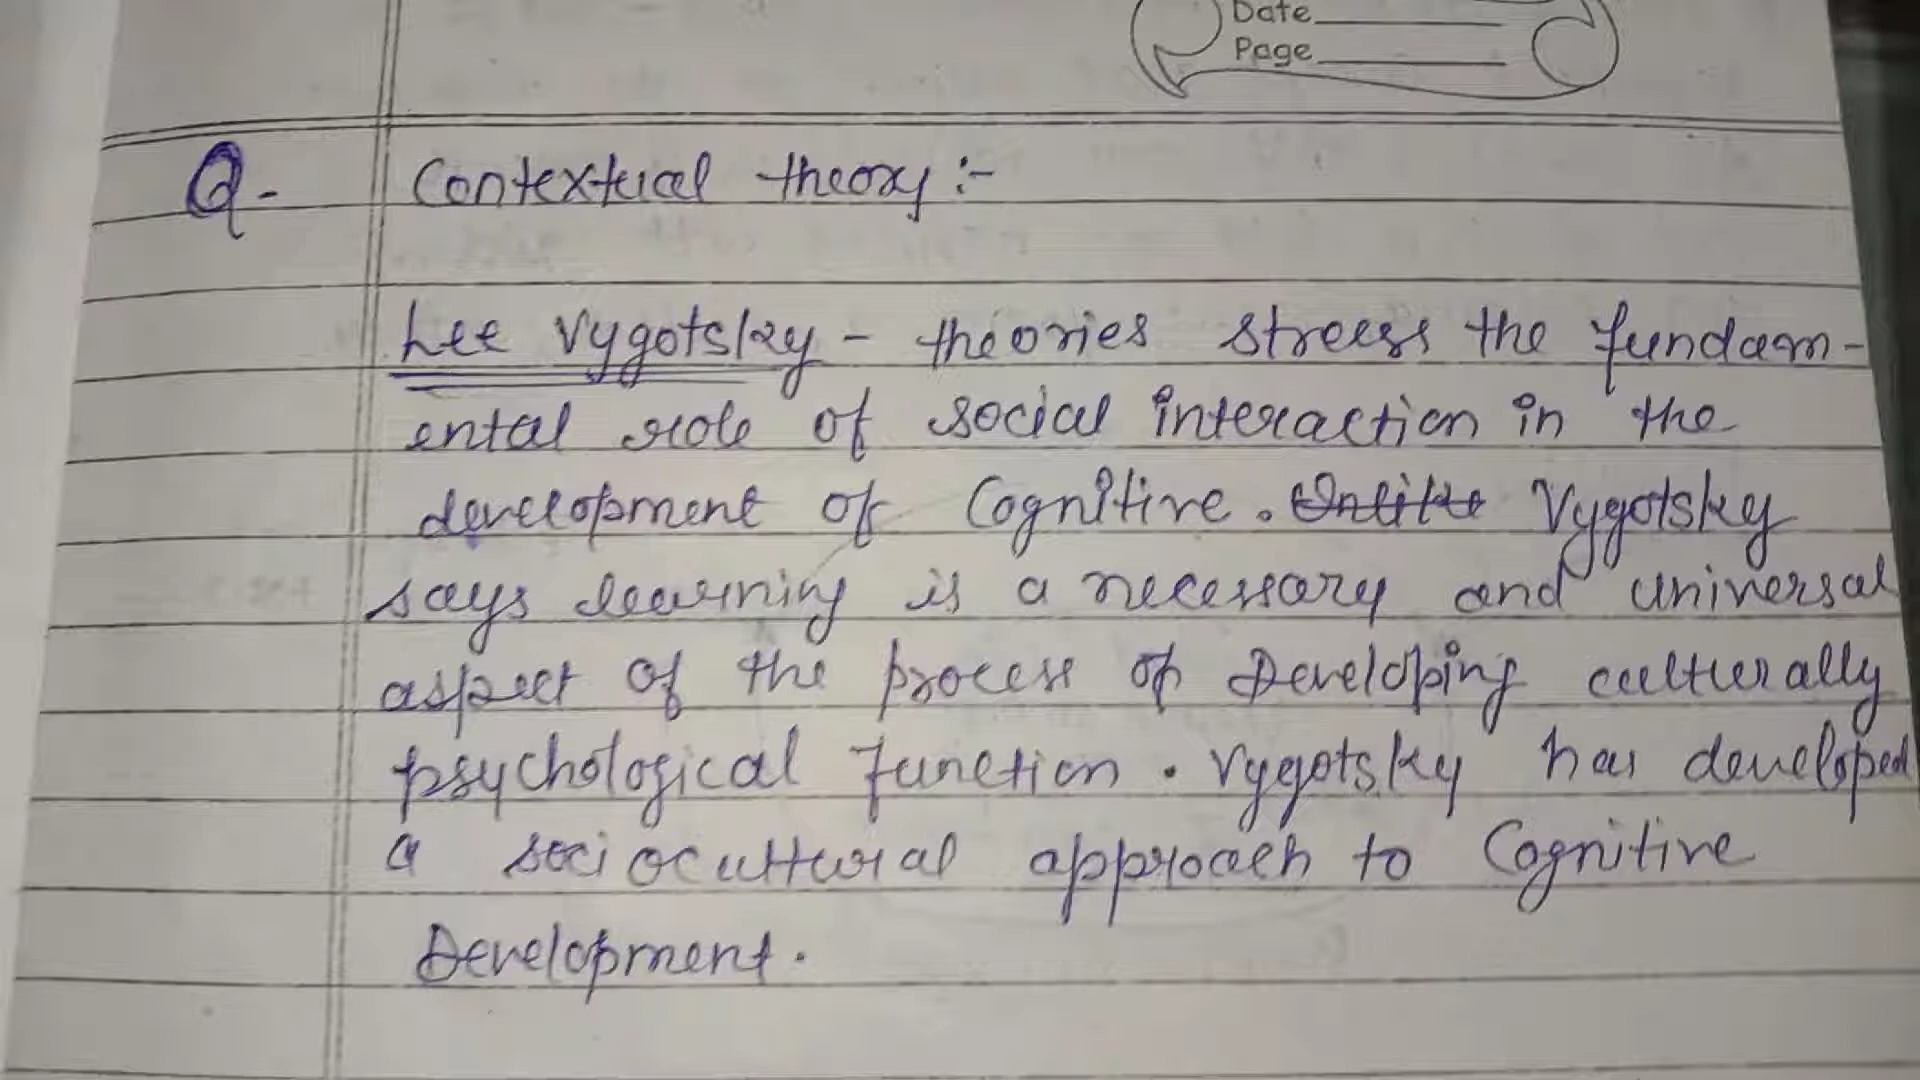 Date
Page
Q. Contextual theory :-
Lee Vygotsky - theories stress the fundam-
ental role of social interaction in the
development of Cognitive. Vygotsky
says learning is a necessary and universal
aspect of the process of Developing culturally
psychological function. Vygotsky has developed
a sociocultural approach to Cognitive
Development.